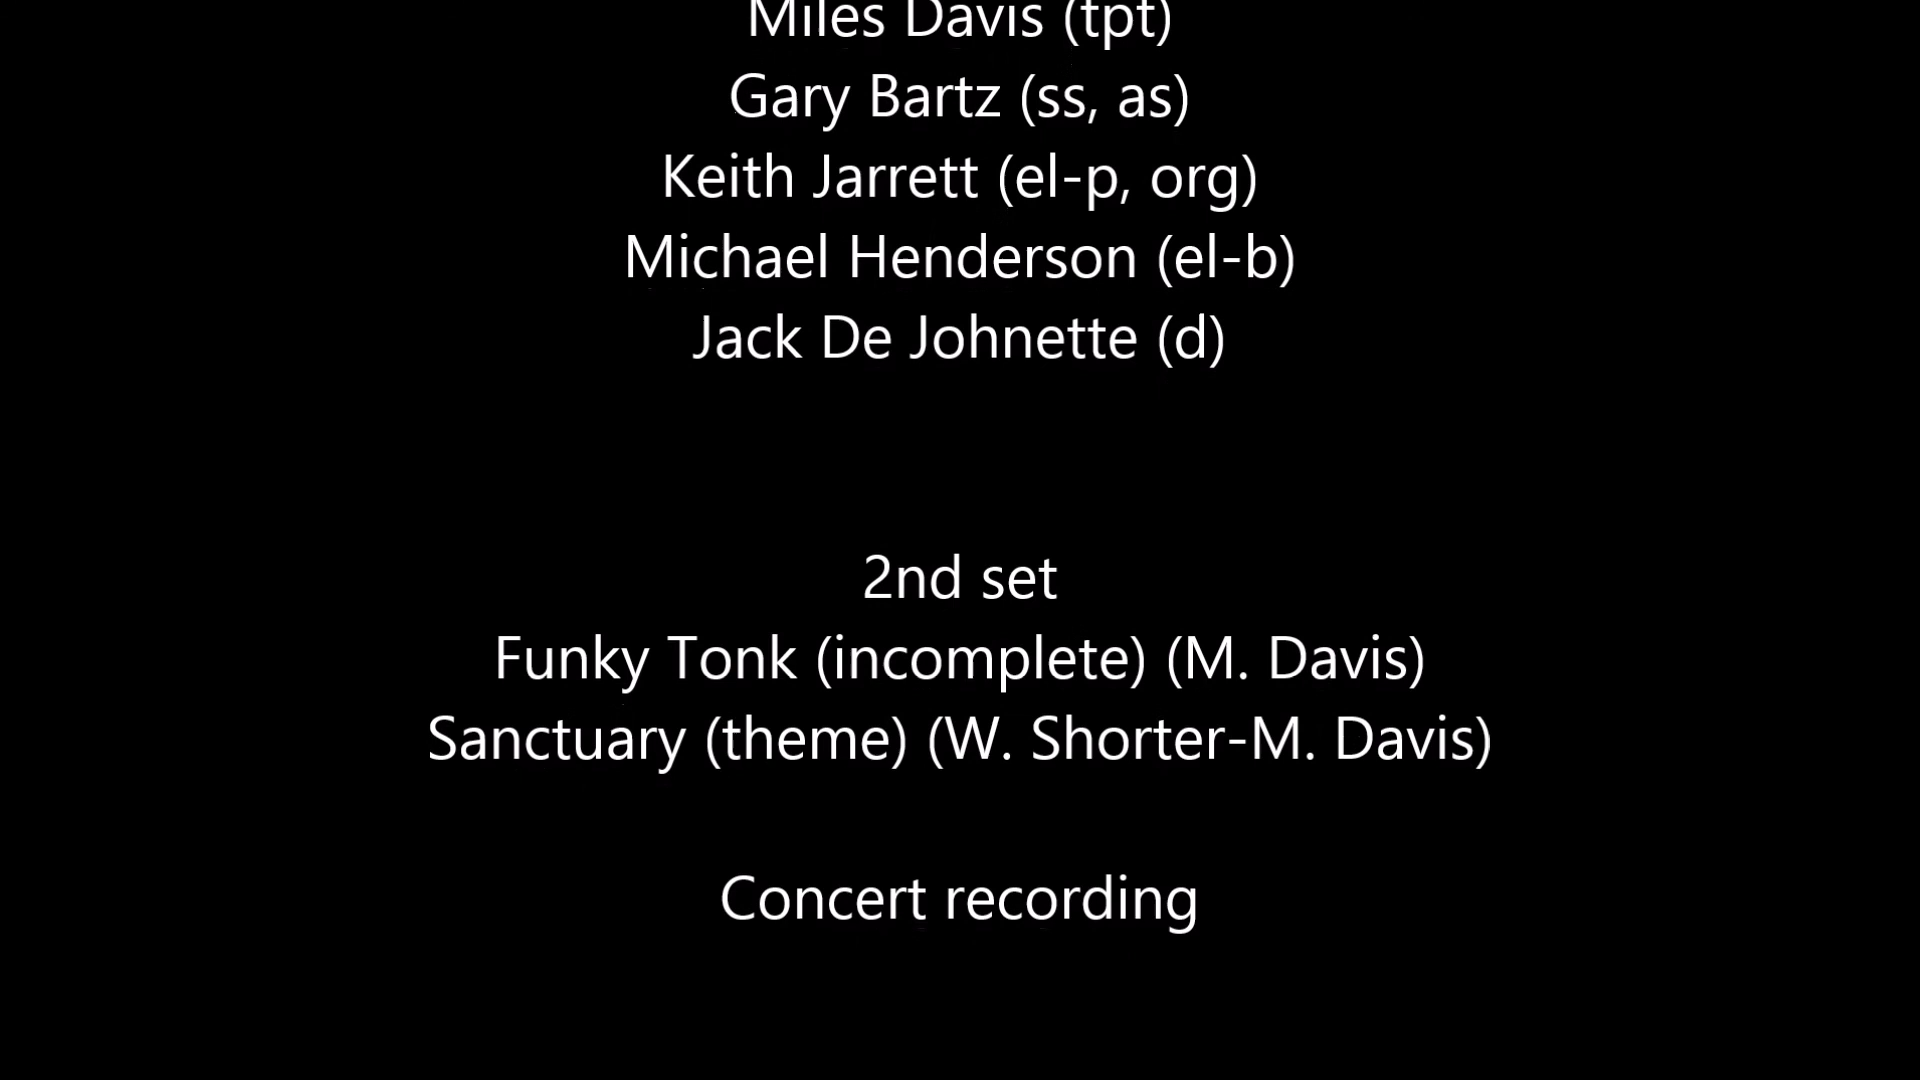 Miles Davis (tpt)
Gary Bartz (ss, as)
Keith Jarrett (el-p, org)
Michael Henderson (el-b)
Jack De Johnette (d)
2nd set
Funky Tonk (incomplete) (M. Davis)
Sanctuary (theme) (W. Shorter-M. Davis)
Concert recording